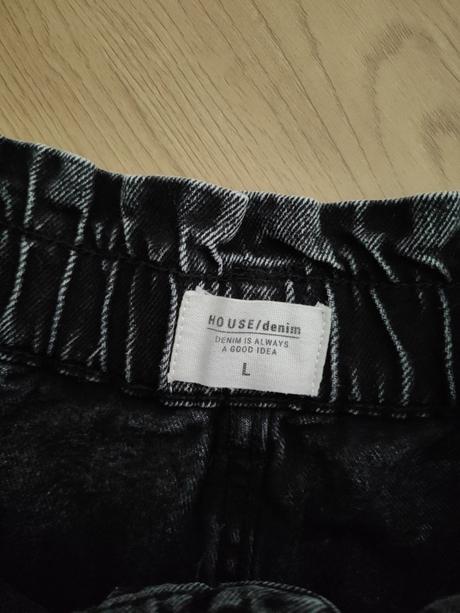 HOUSE/denim
DENIM IS ALWAYS
A GOOD IDEA
L